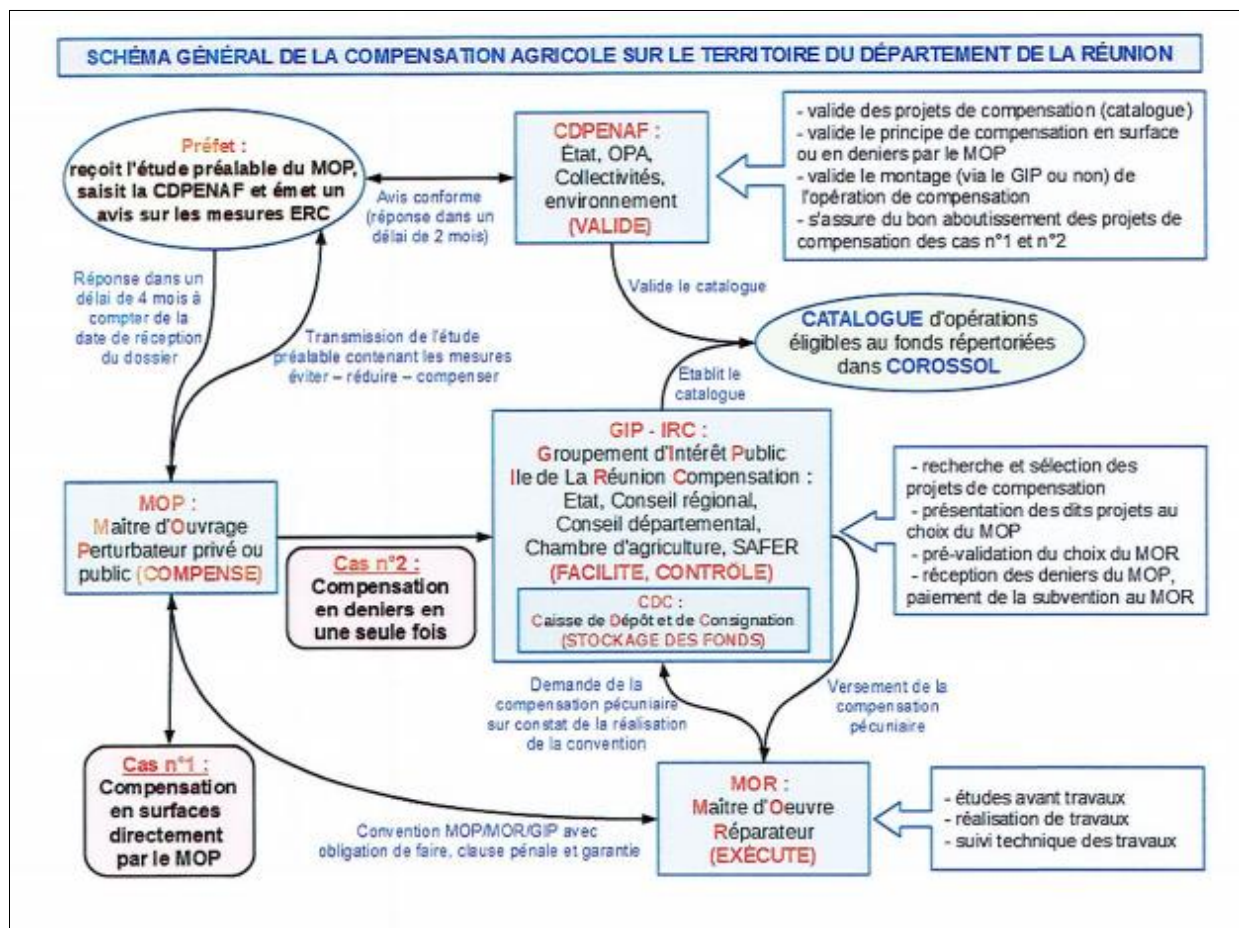 SCHÉMA GÉNÉRAL DE LA COMPENSATION AGRICOLE SUR LE TERRITOIRE DU DÉPARTEMENT DE LA RÉUNION
Préfet :
reçoit l'étude préalable du MOP,
saisit la CDPENAF et émet un
avis sur les mesures ERC
Avis conforme
(réponse dans un
délai de 2 mois)
CDPENAF :
État, OPA,
Collectivités,
environnement
(VALIDE)
- valide des projets de compensation (catalogue)
- valide le principe de compensation en surface
ou en deniers par le MOP
- valide le montage (via le GIP ou non) de
l'opération de compensation
- s'assure du bon aboutissement des projets de
compensation des cas n°1 et n°2
Réponse dans un
délai de 4 mois à
compter de la
date de réception
du dossier
Transmission de l'étude
préalable contenant les mesures
éviter – réduire – compenser
Valide le catalogue
CATALOGUE d'opérations
éligibles au fonds répertoriées
dans COROSSOL
Etablit le
catalogue
MOP :
Maître d'Ouvrage
Perturbateur privé ou
public (COMPENSE)
Cas n°2 :
Compensation
en deniers en
une seule fois
GIP - IRC :
Groupement d'Intérêt Public
Ile de La Réunion Compensation :
Etat, Conseil régional,
Conseil départemental,
Chambre d'agriculture, SAFER
(FACILITE, CONTRÔLE)
CDC :
Caisse de Dépôt et de Consignation
(STOCKAGE DES FONDS)
- recherche et sélection des
projets de compensation
- présentation des dits projets au
choix du MOP
- pré-validation du choix du MOR
- réception des deniers du MOP,
paiement de la subvention au MOR
Demande de la
compensation pécuniaire
sur constat de la réalisation
de la convention
Versement de la
compensation
pécuniaire
Cas n°1 :
Compensation
en surfaces
directement
par le MOP
Convention MOP/MOR/GIP avec
obligation de faire, clause pénale et garantie
MOR :
Maître d'Oeuvre
Réparateur
(EXÉCUTE)
- études avant travaux
- réalisation de travaux
- suivi technique des travaux